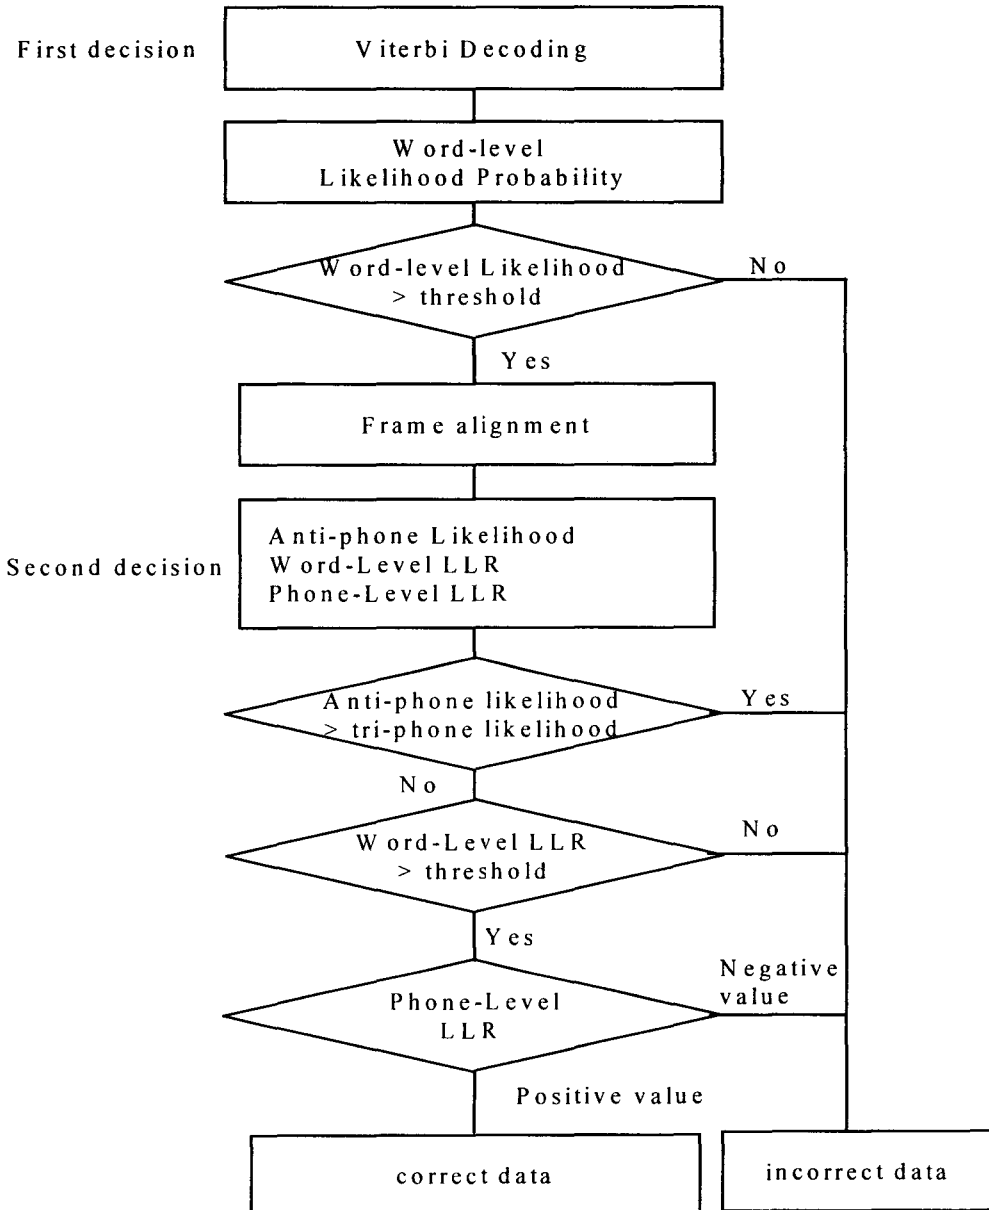 First decision
Viterbi Decoding
Word-level
Likelihood Probability
Word-level Likelihood
> threshold
No
Yes
Frame alignment
Second decision
Anti-phone Likelihood
Word-Level LLR
Phone-Level LLR
Anti-phone likelihood
> tri-phone likelihood
Yes
No
Word-Level LLR
> threshold
No
Yes
Phone-Level
LLR
Negative
value
Positive value
correct data
incorrect data